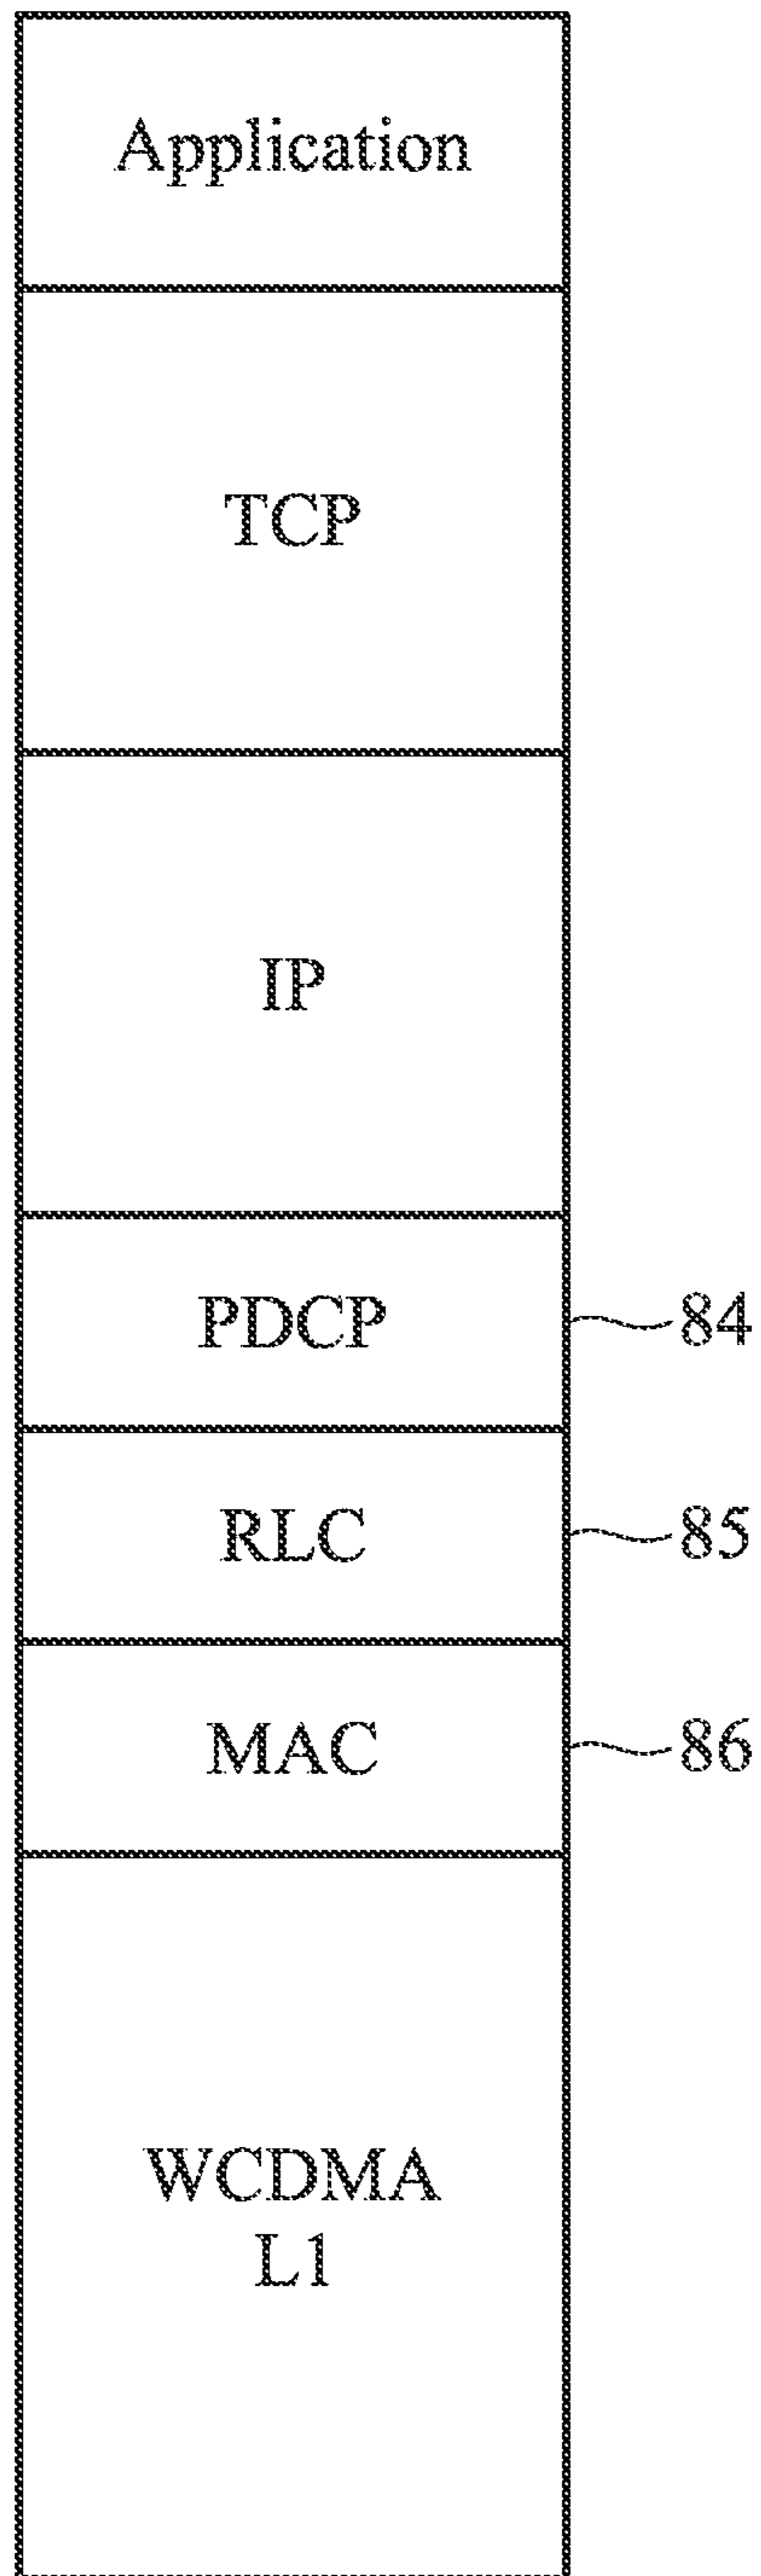 Application
TCP
IP
PDCP
84
RLC
85
MAC
86
WCDMA
L1